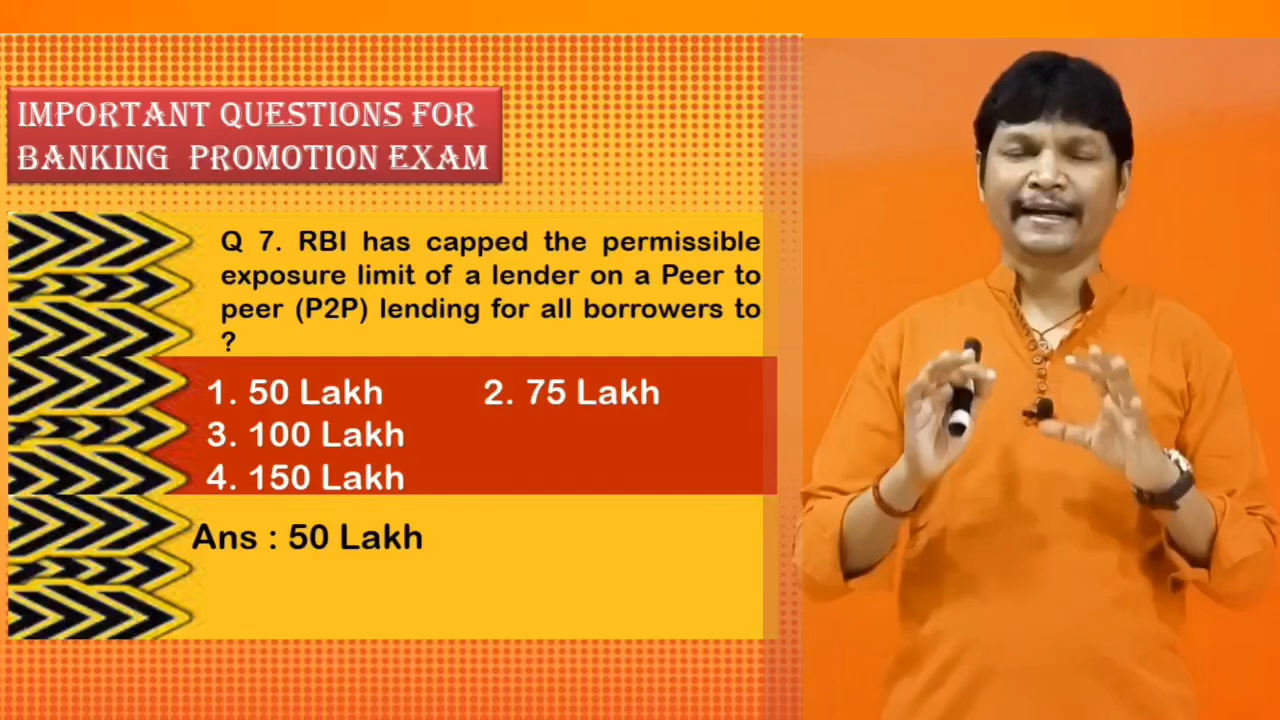 IMPORTANT QUESTIONS FOR
BANKING PROMOTION EXAM
Q 7. RBI has capped the permissible
exposure limit of a lender on a Peer to
peer (P2P) lending for all borrowers to
?
1. 50 Lakh 2. 75 Lakh
3. 100 Lakh
4. 150 Lakh
Ans : 50 Lakh